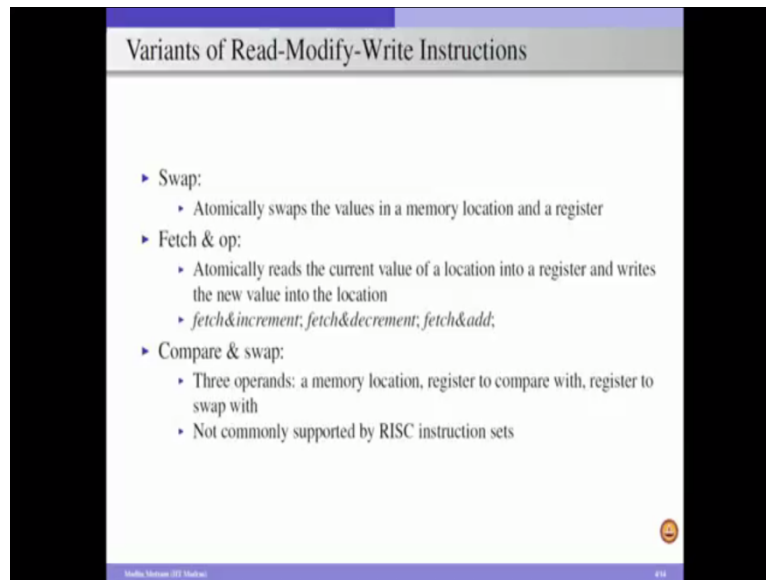 Variants of Read-Modify-Write Instructions
▸ Swap:
▸ Atomically swaps the values in a memory location and a register
▸ Fetch & op:
▸ Atomically reads the current value of a location into a register and writes
the new value into the location
▸ fetch&increment; fetch&decrement; fetch&add;
▸ Compare & swap:
▸ Three operands: a memory location, register to compare with, register to
swap with
▸ Not commonly supported by RISC instruction sets